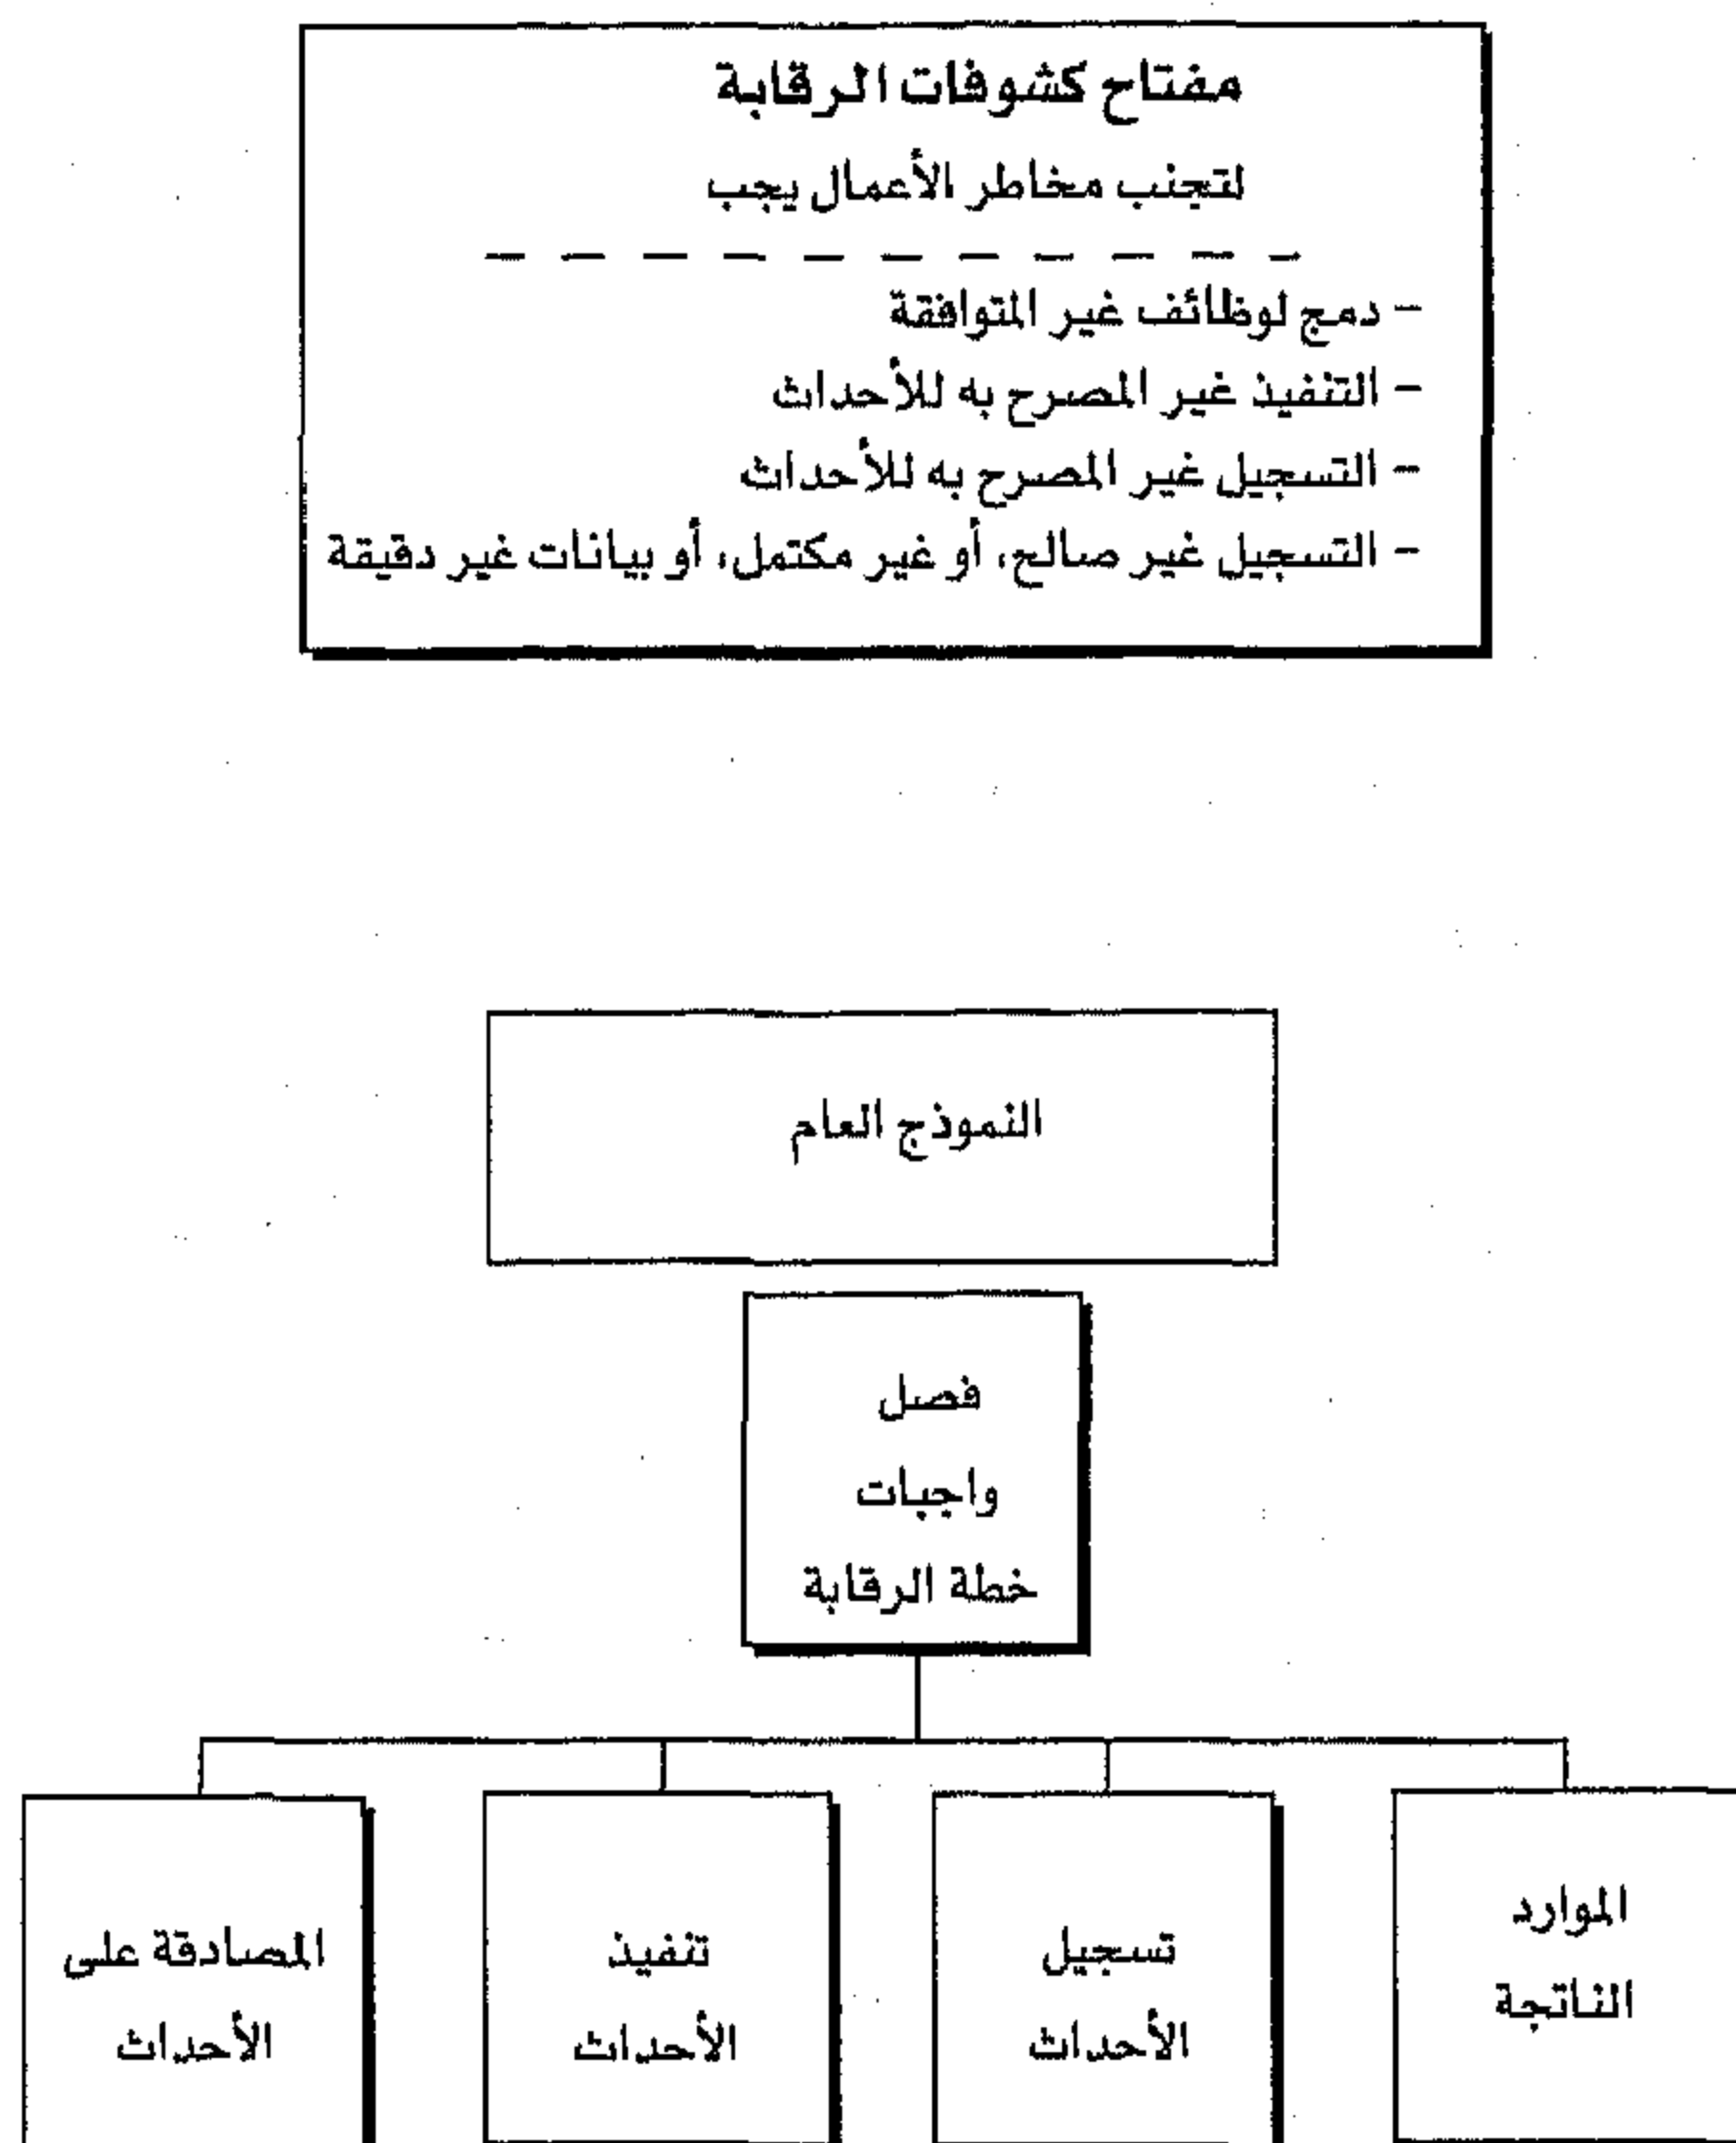 مفتاح كشوفات الرقابة
لتجنب مخاطر الأعمال يجب
- دمج لوظائف غير المتوافقة
- التنفيذ غير المصرح به للأحداث
- التسجيل غير المصرح به للأحداث
- التسجيل غير صالح، أو غير مكتمل، أو بيانات غير دقيقة
النموذج العام
فصل
واجبات
خطة الرقابة
الموارد
الناتجة
تسجيل
الأحداث
تنفيذ
الأحداث
المصادقة على
الأحداث